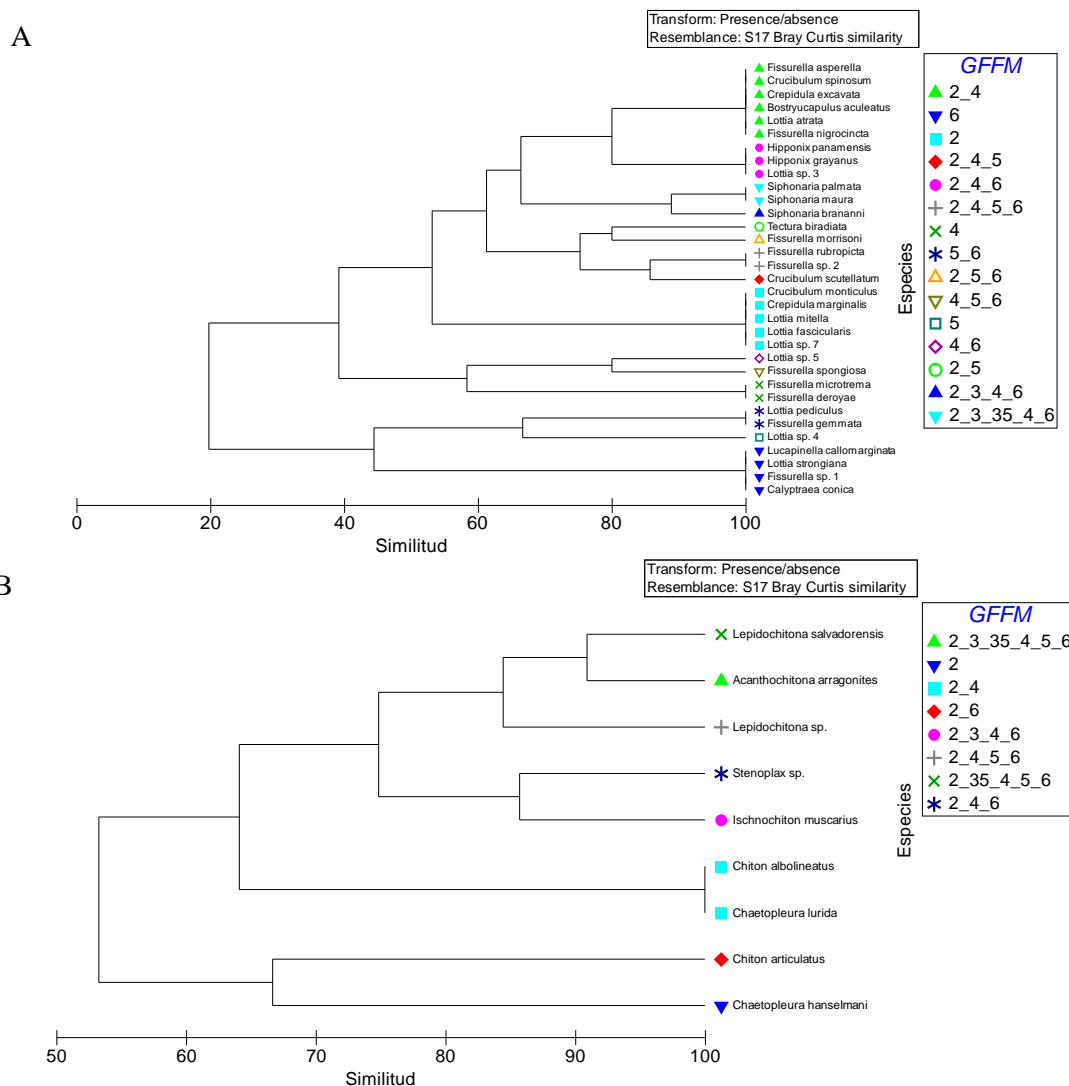 A
Transform: Presence/absence
Resemblance: S17 Bray Curtis similarity
Fissurella asperella
Crucibulum spinosum
Crepidula excavata
Bostryucapulus aculeatus
Lottia atrata
Fissurella nigrocincta
Hipponix panamensis
Hipponix grayanus
Lottia sp. 3
Siphonaria palmata
Siphonaria maura
Siphonaria brananni
Tectura biradiata
Fissurella morrisoni
Fissurella rubropicta
Fissurella sp. 2
Crucibulum scutellatum
Crucibulum monticulus
Crepidula marginalis
Lottia mitella
Lottia fascicularis
Lottia sp. 7
Lottia sp. 5
Fissurella spongiosa
Fissurella microtrema
Fissurella deroyae
Lottia pediculus
Fissurella gemmata
Lottia sp. 4
Lucapinella callomarginata
Lottia strongiana
Fissurella sp. 1
Calyptraea conica
Especies
GFFM
2_4
6
2
2_4_5
2_4_6
2_4_5_6
4
5_6
2_5_6
4_5_6
5
4_6
2_5
2_3_4_6
2_3_35_4_6
0 20 40 60 80 100
Similitud
B
Transform: Presence/absence
Resemblance: S17 Bray Curtis similarity
Lepidochitona salvadorensis
Acanthochitona arragonites
Lepidochitona sp.
Stenoplax sp.
Ischnochiton muscarius
Chiton albolineatus
Chaetopleura lurida
Chiton articulatus
Chaetopleura hanselmani
Especies
GFFM
2_3_35_4_5_6
2
2_4
2_6
2_3_4_6
2_4_5_6
2_35_4_5_6
2_4_6
50 60 70 80 90 100
Similitud